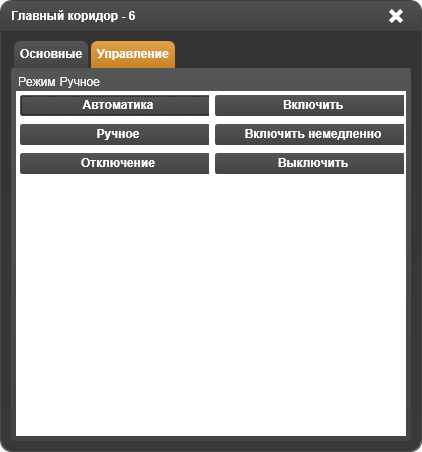 Главный коридор - 6
Основные Управление
Режим Ручное
Автоматика Включить
Ручное Включить немедленно
Отключение Выключить